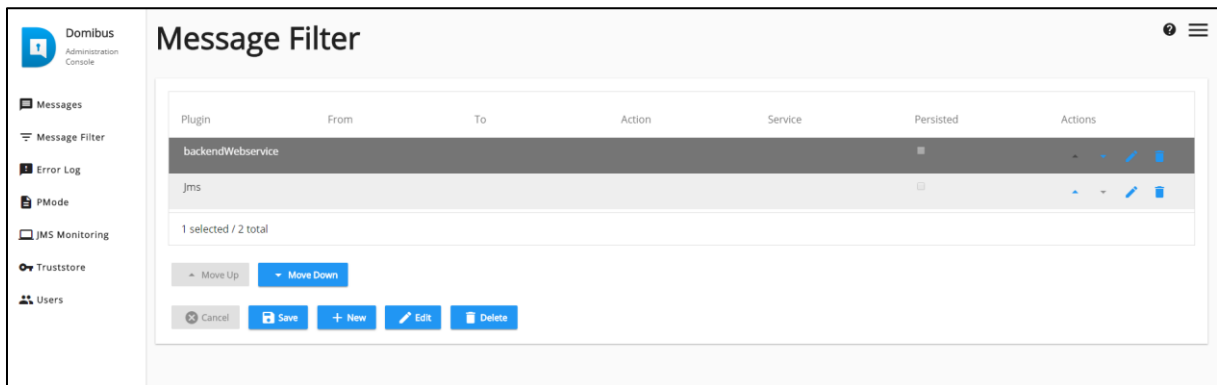 Domibus
Administration
Console
Message Filter
Messages
Message Filter
Error Log
PMode
JMS Monitoring
Truststore
Users
Plugin From To Action Service Persisted Actions
backendWebservice
Jms
1 selected / 2 total
Move Up Move Down
Cancel Save New Edit Delete